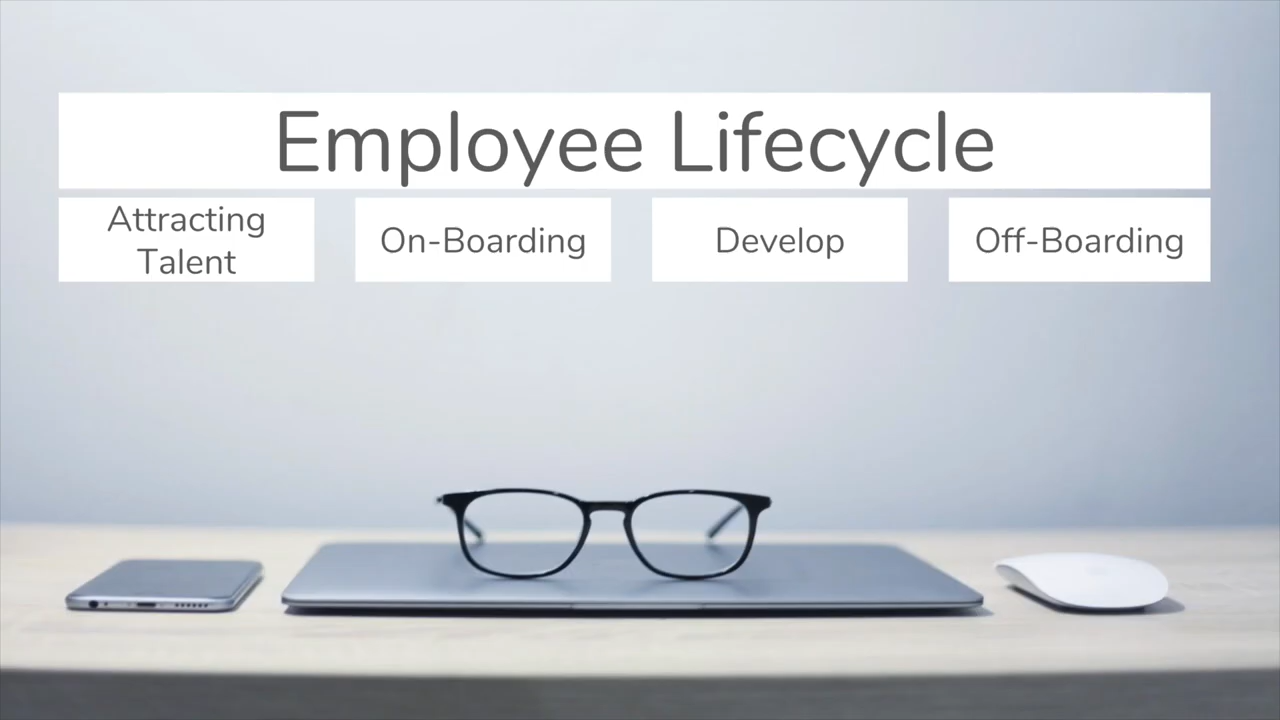 Employee Lifecycle
Attracting
Talent
On-Boarding
Develop
Off-Boarding